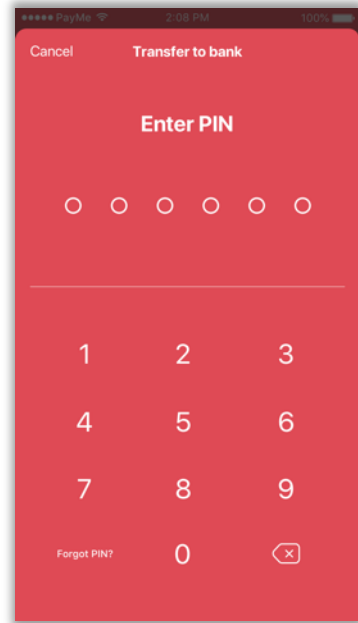 PayMe 2:08 PM 100%
Cancel Transfer to bank
Enter PIN
1 2 3
4 5 6
7 8 9
Forgot PIN? 0